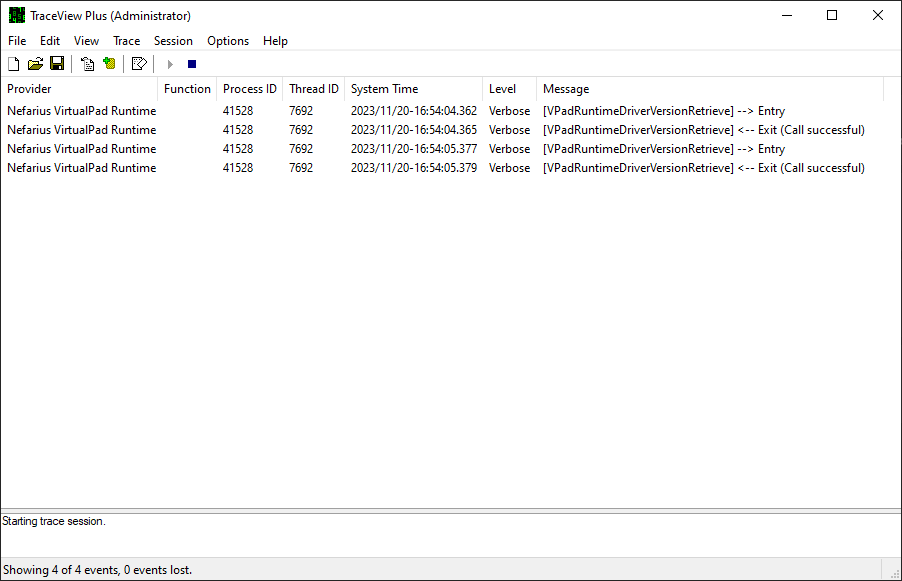 TraceView Plus (Administrator)
File Edit View Trace Session Options Help
Provider Function Process ID Thread ID System Time Level Message
Nefarius VirtualPad Runtime 41528 7692 2023/11/20-16:54:04.362 Verbose [VPadRuntimeDriverVersionRetrieve] --> Entry
Nefarius VirtualPad Runtime 41528 7692 2023/11/20-16:54:04.365 Verbose [VPadRuntimeDriverVersionRetrieve] <-- Exit (Call successful)
Nefarius VirtualPad Runtime 41528 7692 2023/11/20-16:54:05.377 Verbose [VPadRuntimeDriverVersionRetrieve] --> Entry
Nefarius VirtualPad Runtime 41528 7692 2023/11/20-16:54:05.379 Verbose [VPadRuntimeDriverVersionRetrieve] <-- Exit (Call successful)
Starting trace session.
Showing 4 of 4 events, 0 events lost.